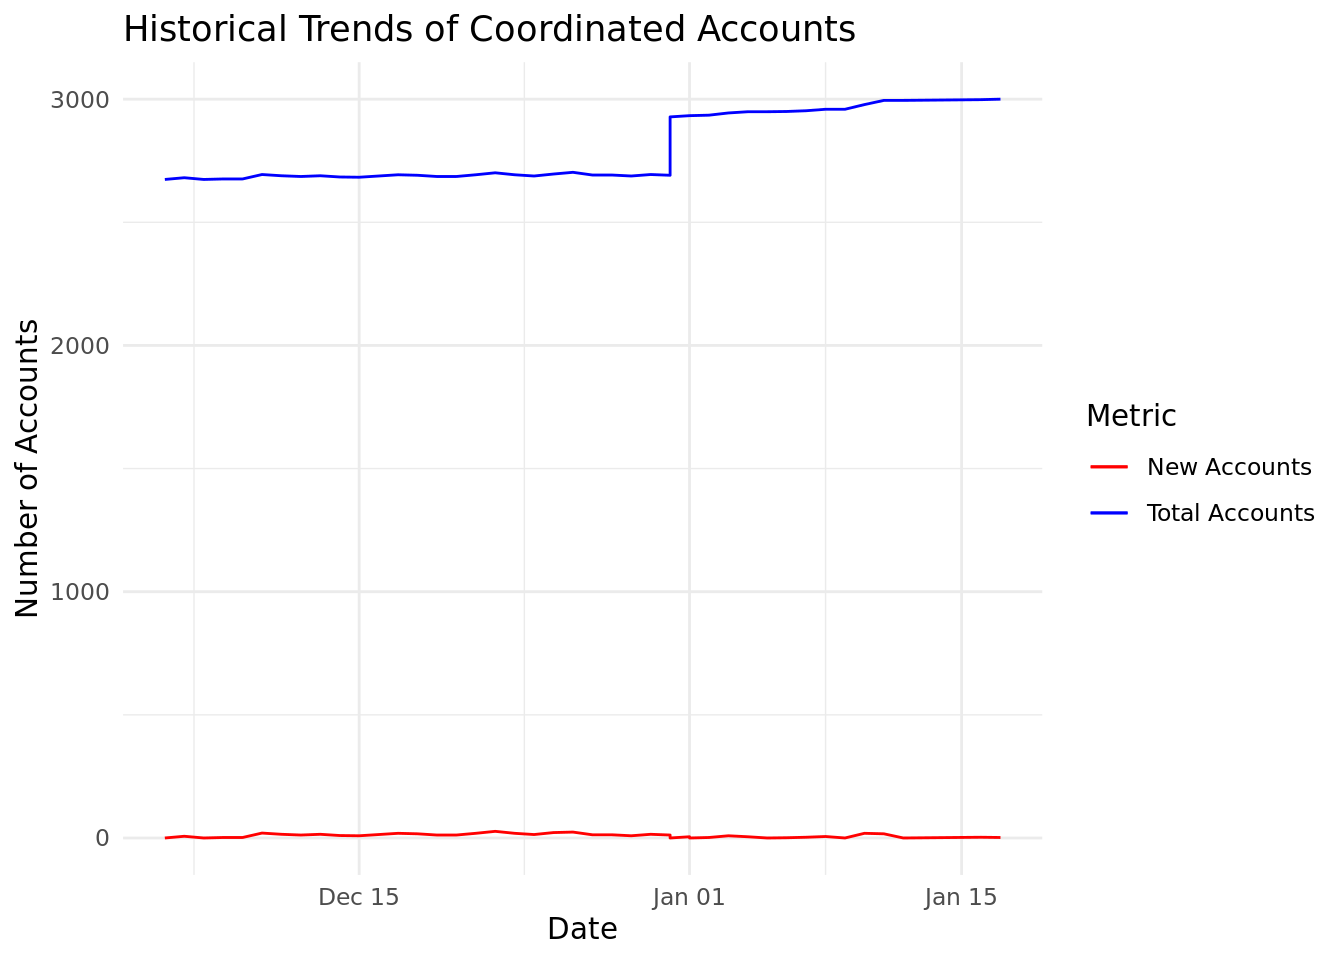 Historical Trends of Coordinated Accounts
Number of Accounts
3000
2000
1000
0
Dec 15
Jan 01
Jan 15
Date
Metric
New Accounts
Total Accounts